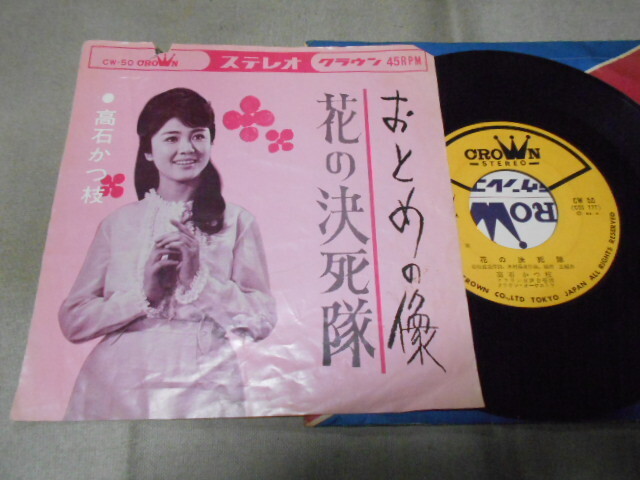 CW-50 CROWN ステレオ クラウン 45RPM
おとめの像
花の決死隊
●高石かつ枝
CROWN
STEREO
CW 50
花の決死隊
高石かつ枝
CROWN CO., LTD. TOKYO JAPAN ALL RIGHTS RESERVED